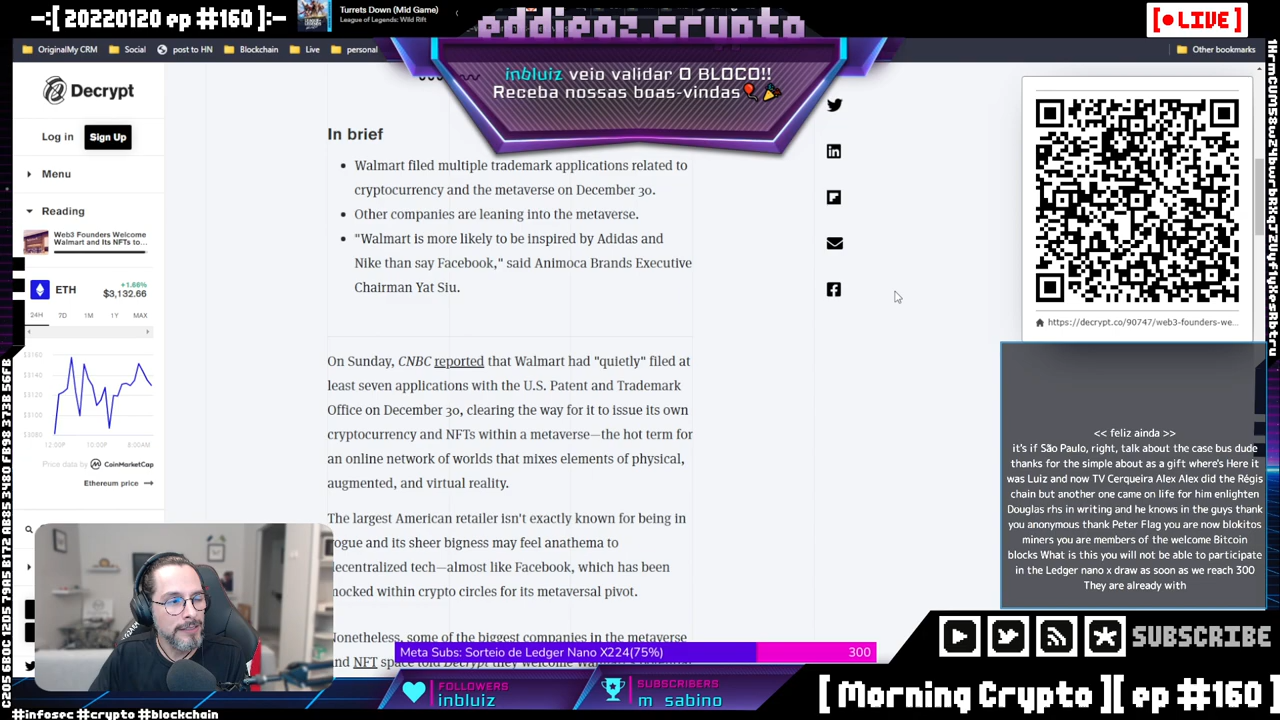 -:[ 20220120 ep #160 ]:-
Turrets Down (Mid Game)
League of Legends: Wild Rift
eddieoz.crypto
[●LIVE]
OriginalMy CRM
Social
post to HN
Blockchain
Live
personal
Other bookmarks
inbluiz veio validar O BLOCO!!
Receba nossas boas-vindas🎈🎉
Decrypt
Log in
Sign Up
Menu
Reading
Web3 Founders Welcome
Walmart and Its NFTs to...
ETH
+1.66%
$3,132.66
24H 7D 1M 1Y MAX
$3160
$3140
$3120
$3100
$3080
12:00P 10:00P 8:00AM
Price data by CoinMarketCap
Ethereum price
In brief
Walmart filed multiple trademark applications related to
cryptocurrency and the metaverse on December 30.
Other companies are leaning into the metaverse.
"Walmart is more likely to be inspired by Adidas and
Nike than say Facebook," said Animoca Brands Executive
Chairman Yat Siu.
On Sunday, CNBC reported that Walmart had "quietly" filed at
least seven applications with the U.S. Patent and Trademark
Office on December 30, clearing the way for it to issue its own
cryptocurrency and NFTs within a metaverse—the hot term for
an online network of worlds that mixes elements of physical,
augmented, and virtual reality.
The largest American retailer isn't exactly known for being in
ogue and its sheer bigness may feel anathema to
ecentralized tech—almost like Facebook, which has been
ocked within crypto circles for its metaversal pivot.
onetheless, some of the biggest companies in the metaverse
nd NFT space told Decrypt they welcome
https://decrypt.co/90747/web3-founders-we...
<< feliz ainda >>
it's if São Paulo, right, talk about the case bus dude
thanks for the simple about as a gift where's Here it
was Luiz and now TV Cerqueira Alex Alex did the Régis
chain but another one came on life for him enlighten
Douglas rhs in writing and he knows in the guys thank
you anonymous thank Peter Flag you are now blokitos
miners you are members of the welcome Bitcoin
blocks What is this you will not be able to participate
in the Ledger nano x draw as soon as we reach 300
They are already with
Meta Subs: Sorteio de Ledger Nano X224(75%)
300
FOLLOWERS
inbluiz
SUBSCRIBERS
m_sabino
SUBSCRIBE
[ Morning Crypto ][ ep #160 ]
#infosec #crypto #blockchain